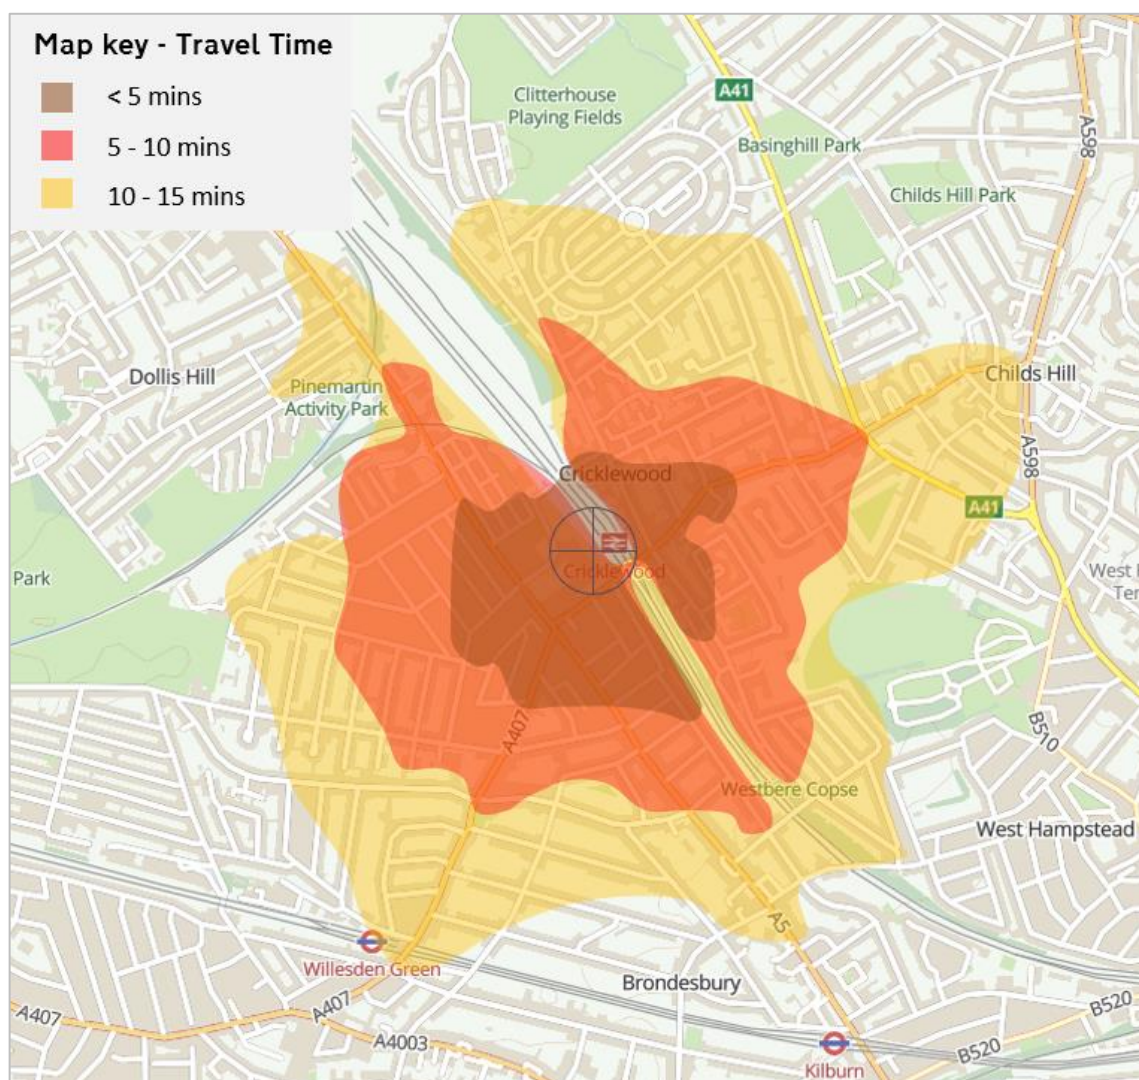 Map key - Travel Time
< 5 mins
5 - 10 mins
10 - 15 mins
A41
Clitterhouse
Playing Fields
A598
Basinghill Park
Childs Hill Park
Dollis Hill
Childs Hill
Pinemartin
Activity Park
A598
Cricklewood
A41
Cricklewood
Park
A407
B510
Westbere Copse
West Hampstead
A5
Willesden Green
Brondesbury
A407
A407
A4003
B520
B520
Kilburn